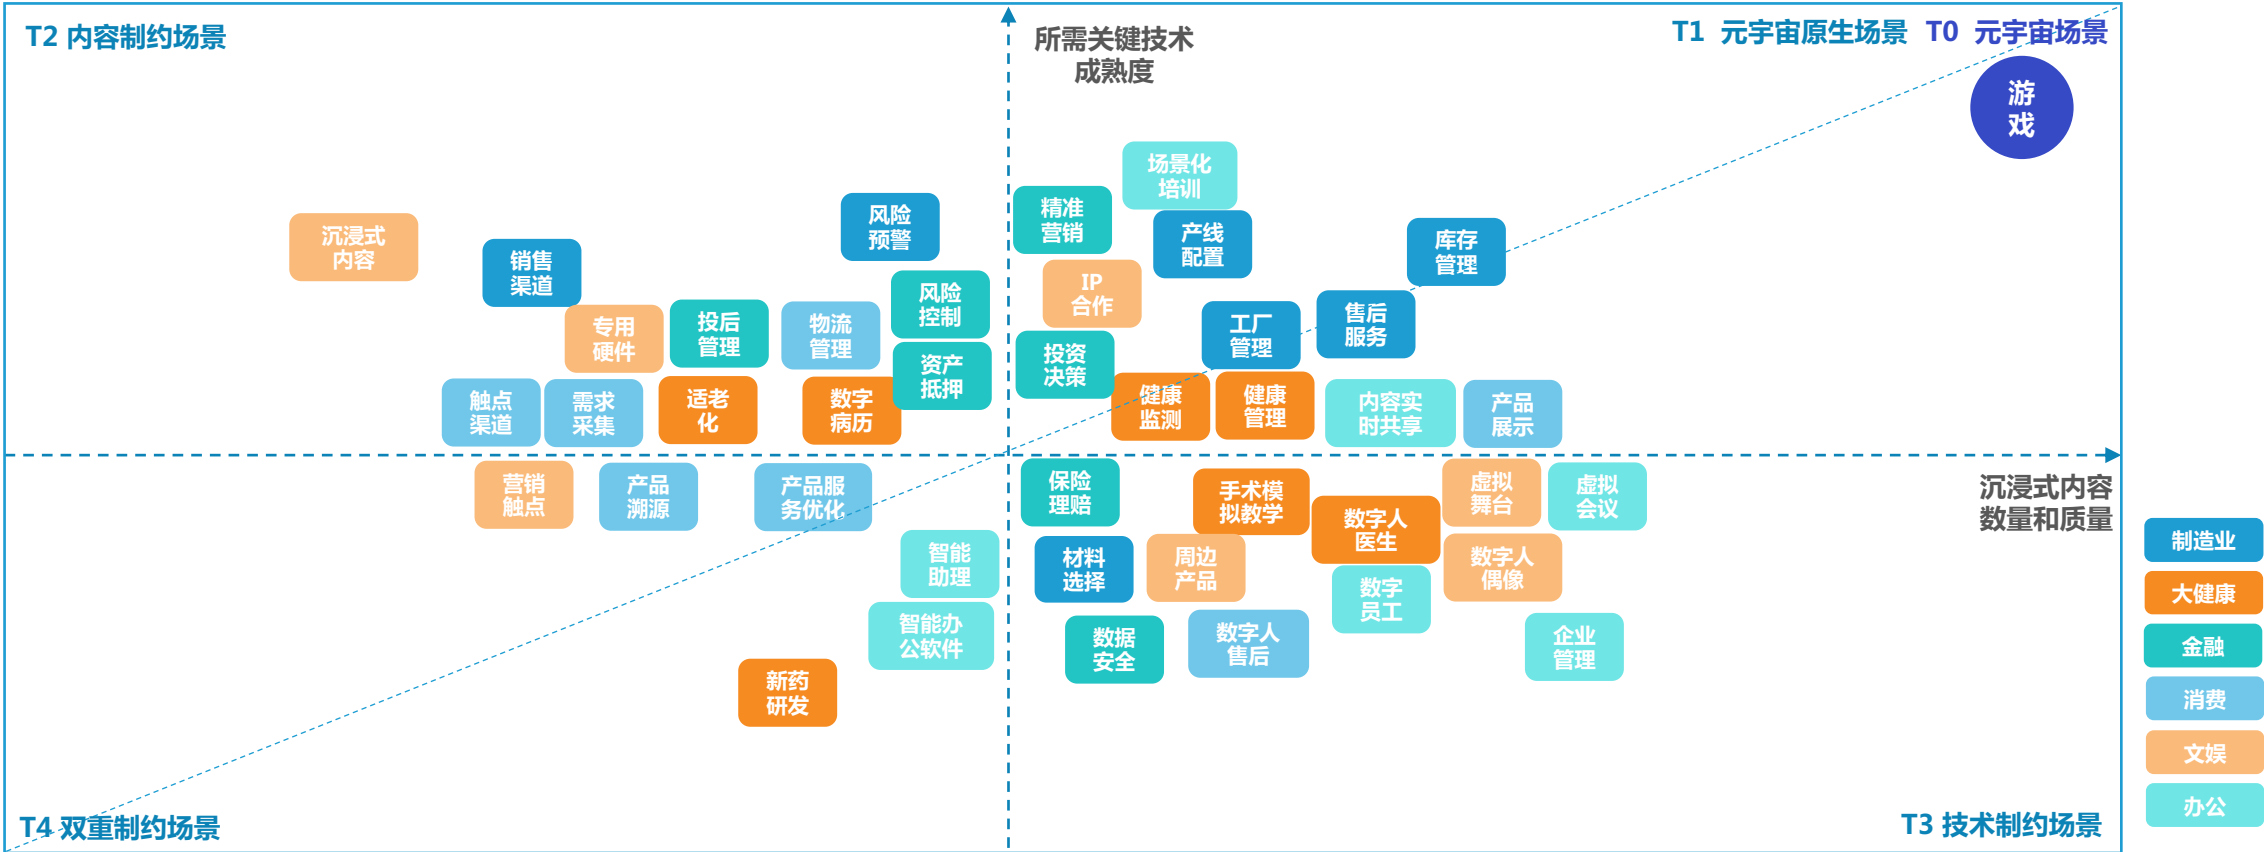 T2 内容制约场景
所需关键技术
成熟度
T1 元宇宙原生场景
T0 元宇宙场景
游
戏
沉浸式
内容
销售
渠道
风险
预警
专用
硬件
投后
管理
物流
管理
风险
控制
资产
抵押
触点
渠道
需求
采集
适老
化
数字
病历
场景化
培训
精准
营销
产线
配置
库存
管理
IP
合作
工厂
管理
售后
服务
投资
决策
健康
监测
健康
管理
内容实
时共享
产品
展示
沉浸式内容
数量和质量
营销
触点
产品
溯源
产品服
务优化
智能
助理
智能办
公软件
新药
研发
T4 双重制约场景
保险
理赔
手术模
拟教学
数字人
医生
虚拟
舞台
虚拟
会议
材料
选择
周边
产品
数字
员工
数字人
偶像
数据
安全
数字人
售后
企业
管理
T3 技术制约场景
制造业
大健康
金融
消费
文娱
办公